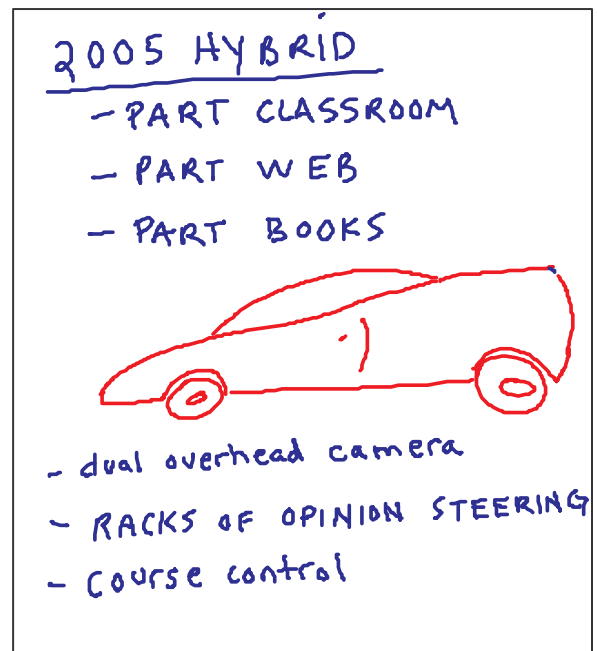 2005 HYBRID
- PART CLASSROOM
- PART WEB
- PART BOOKS
- dual overhead camera
- RACKS OF OPINION STEERING
- Course control